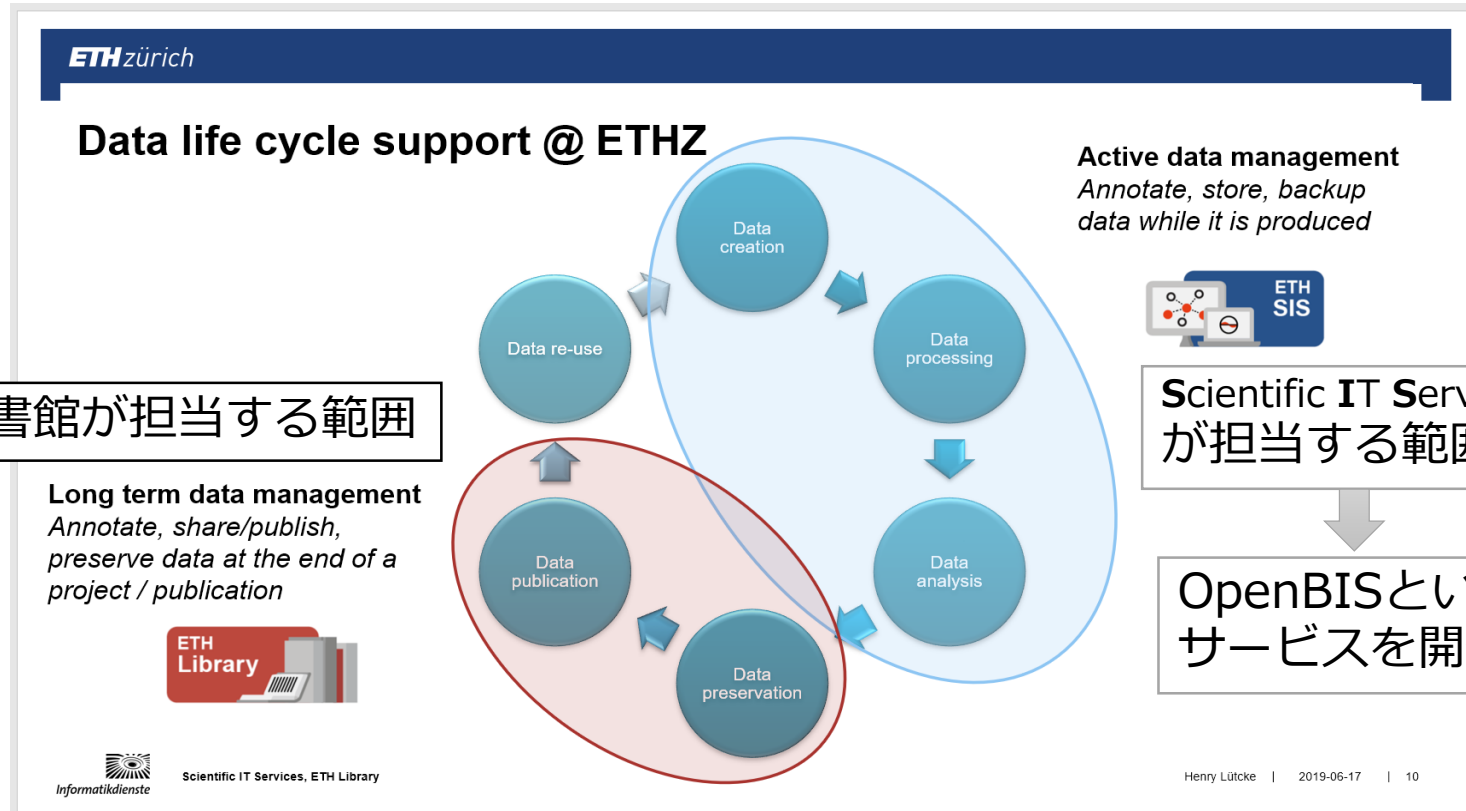 ETH zürich
Data life cycle support @ ETHZ
Active data management
Annotate, store, backup
data while it is produced
ETH
SIS
Data
creation
Data
processing
Data
analysis
Data
preservation
Data
publication
Data re-use
書館が担当する範囲
Long term data management
Annotate, share/publish,
preserve data at the end of a
project / publication
ETH
Library
Scientific IT Serv
が担当する範
OpenBISとい
サービスを開
Informatikdienste
Scientific IT Services, ETH Library
Henry Lütcke | 2019-06-17 | 10